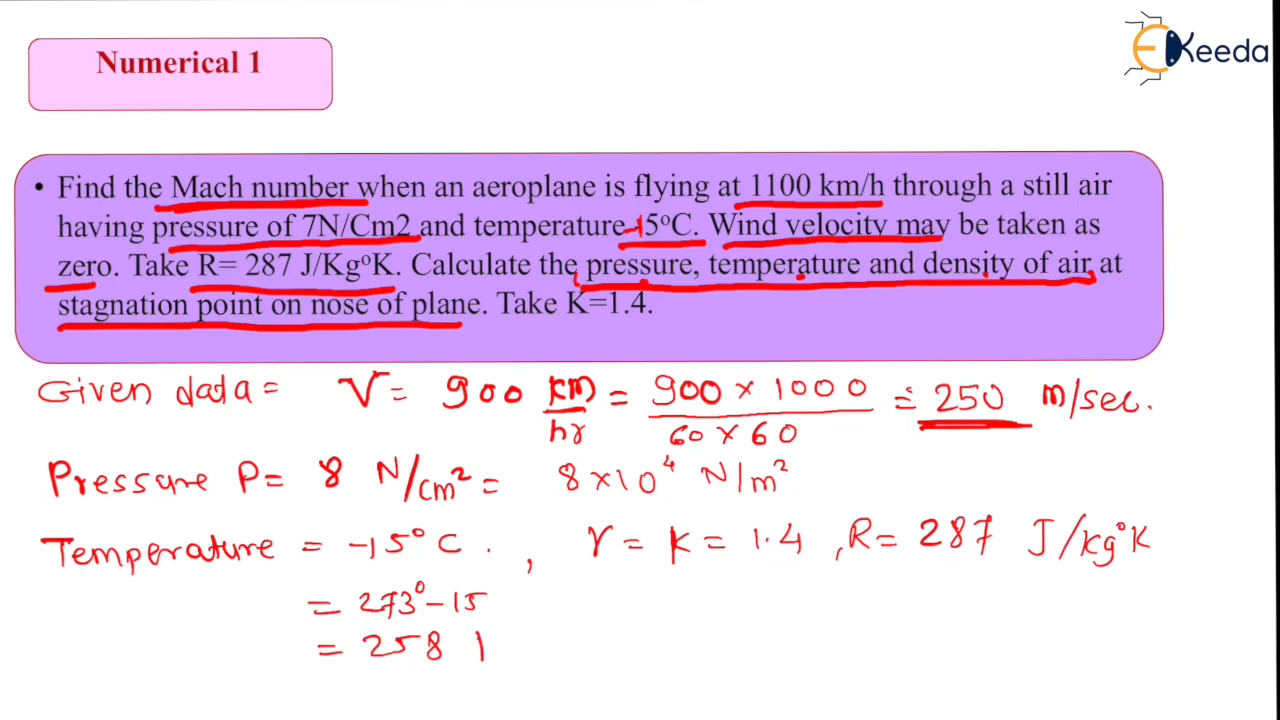 Numerical 1
EKeeda
• Find the Mach number when an aeroplane is flying at 1100 km/h through a still air
having pressure of 7N/Cm2 and temperature -15°C. Wind velocity may be taken as
zero. Take R= 287 J/Kg°K. Calculate the pressure, temperature and density of air at
stagnation point on nose of plane. Take K=1.4.
Given data = V = 900 km/hr = 900 × 1000 / 60 × 60 = 250 m/sec.
Pressure P = 8 N/cm² = 8×10⁴ N/m²
Temperature = -15°C. , γ = K = 1.4 , R = 287 J/kg°K
= 273° - 15
= 258